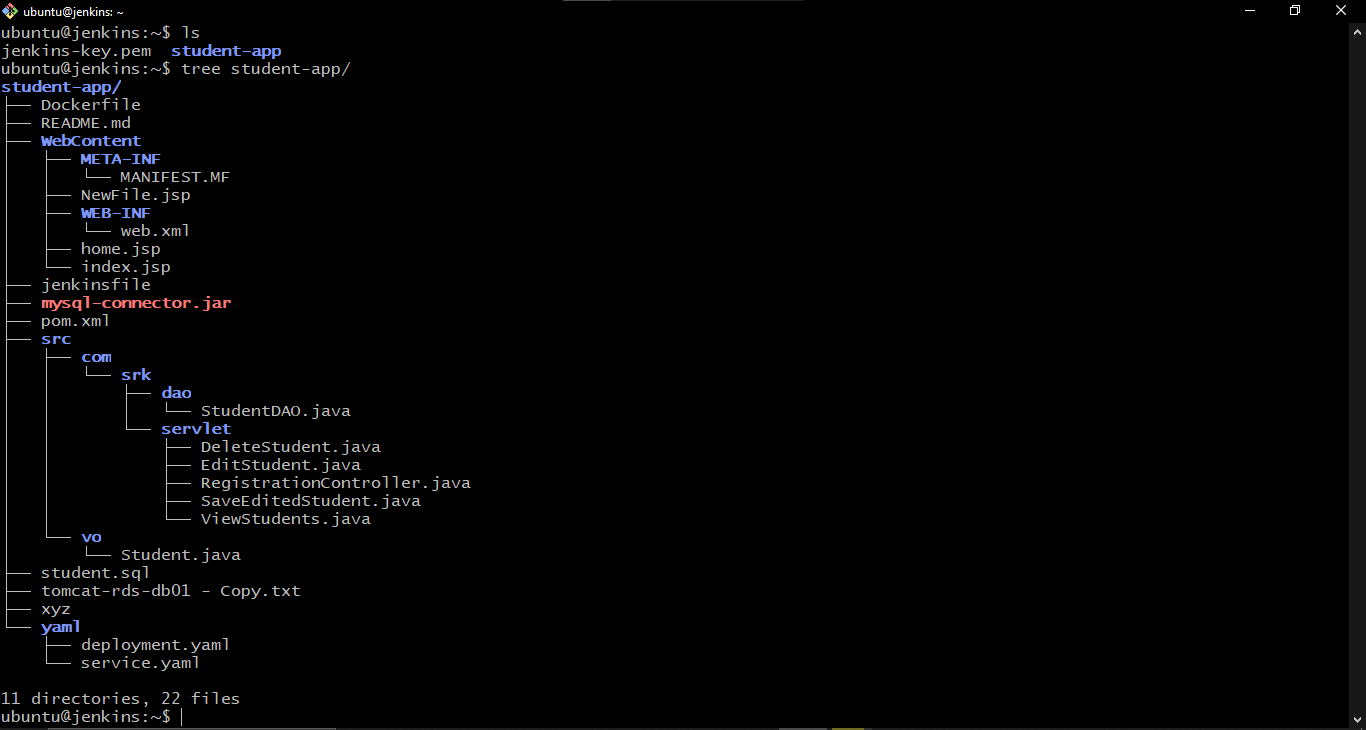 ubuntu@jenkins: ~
ubuntu@jenkins:~$ ls
jenkins-key.pem  student-app
ubuntu@jenkins:~$ tree student-app/
student-app/
├── Dockerfile
├── README.md
├── WebContent
│   ├── META-INF
│   │   └── MANIFEST.MF
│   ├── NewFile.jsp
│   ├── WEB-INF
│   │   └── web.xml
│   ├── home.jsp
│   └── index.jsp
├── jenkinsfile
├── mysql-connector.jar
├── pom.xml
├── src
│   ├── com
│   │   └── srk
│   │       ├── dao
│   │       │   └── StudentDAO.java
│   │       └── servlet
│   │           ├── DeleteStudent.java
│   │           ├── EditStudent.java
│   │           ├── RegistrationController.java
│   │           ├── SaveEditedStudent.java
│   │           └── ViewStudents.java
│   └── vo
│       └── Student.java
├── student.sql
├── tomcat-rds-db01 - Copy.txt
├── xyz
└── yaml
    ├── deployment.yaml
    └── service.yaml
11 directories, 22 files
ubuntu@jenkins:~$